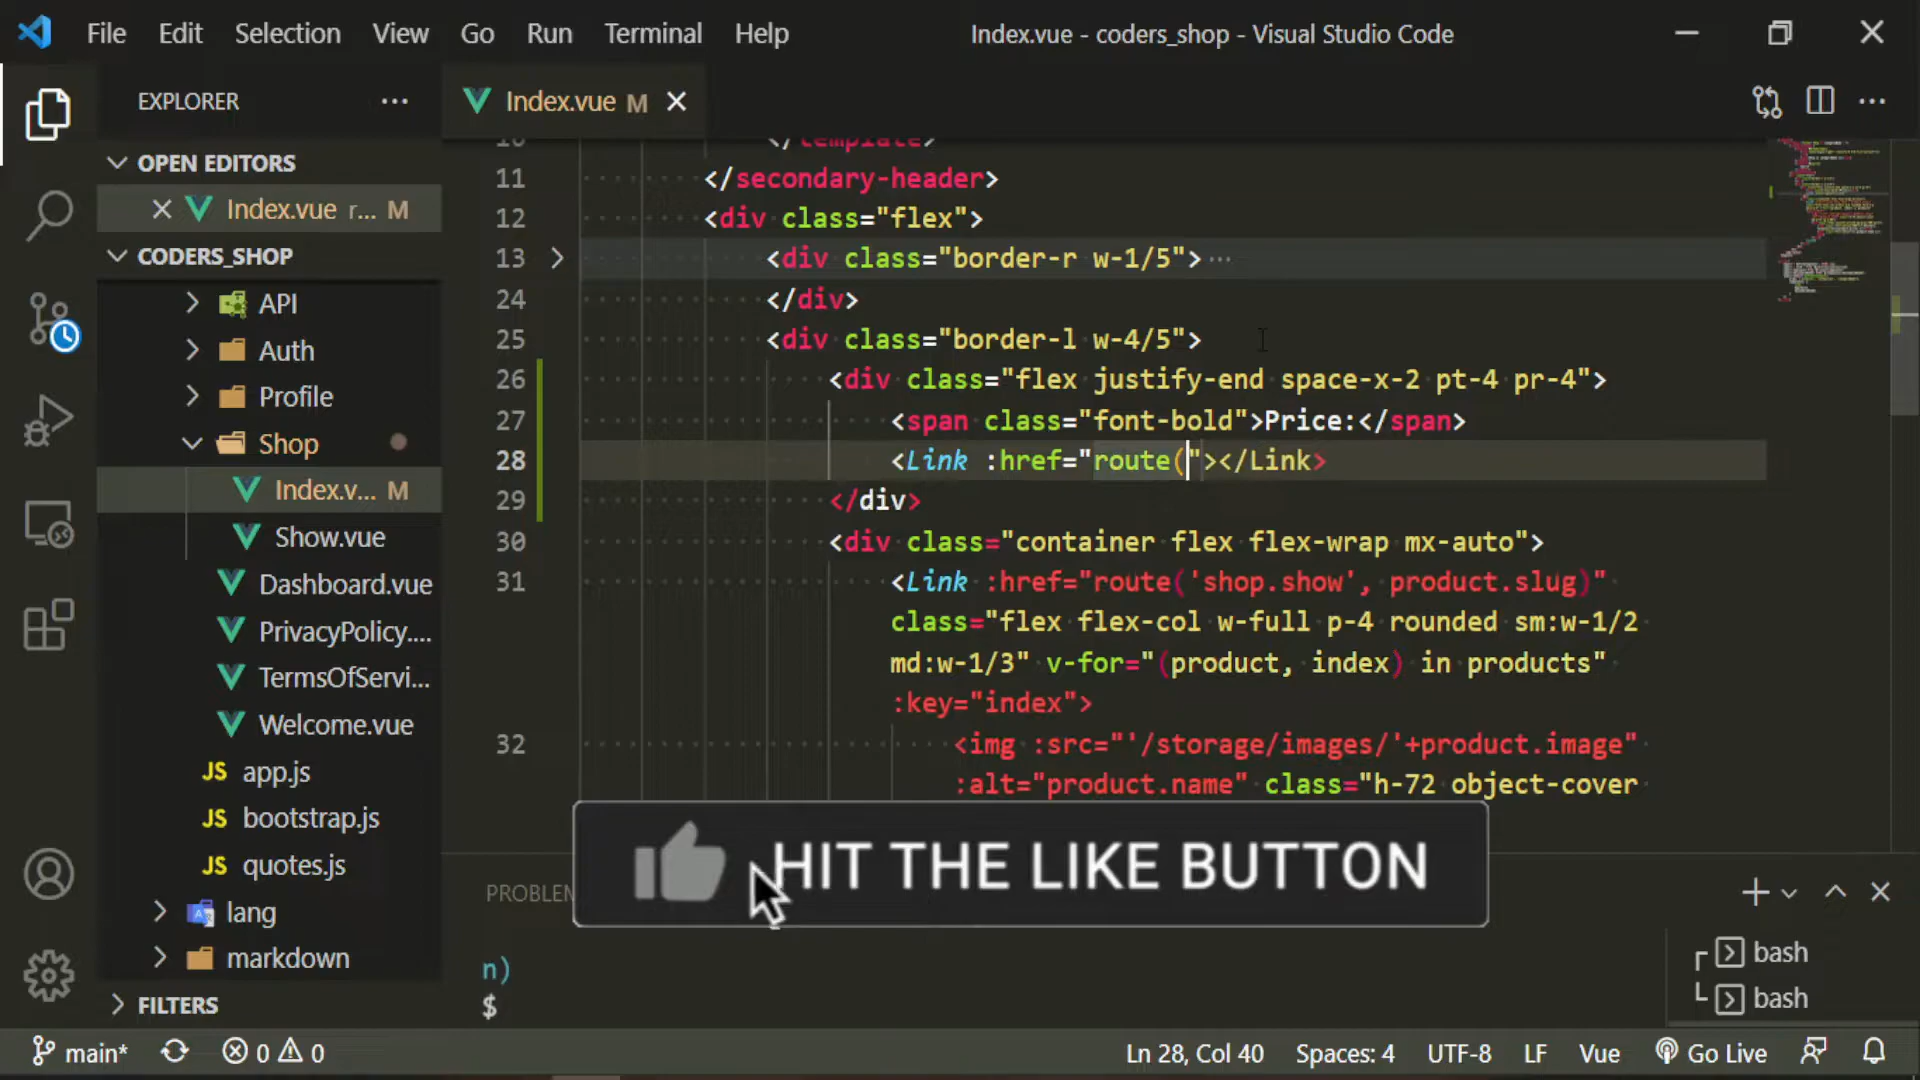 File Edit Selection View Go Run Terminal Help Index.vue - coders_shop - Visual Studio Code
EXPLORER
Index.vue M
OPEN EDITORS
Index.vue r... M
CODERS_SHOP
API
Auth
Profile
Shop
Index.v... M
Show.vue
Dashboard.vue
PrivacyPolicy....
TermsOfServi...
Welcome.vue
JS app.js
JS bootstrap.js
JS quotes.js
lang
markdown
FILTERS
10 </template>
11 </secondary-header>
12 <div class="flex">
13 <div class="border-r w-1/5"> ...
24 </div>
25 <div class="border-l w-4/5">
26 <div class="flex justify-end space-x-2 pt-4 pr-4">
27 <span class="font-bold">Price:</span>
28 <Link :href="route("></Link>
29 </div>
30 <div class="container flex flex-wrap mx-auto">
31 <Link :href="route('shop.show', product.slug)"
class="flex flex-col w-full p-4 rounded sm:w-1/2
md:w-1/3" v-for="(product, index) in products"
:key="index">
32 <img :src="'/storage/images/'+product.image"
:alt="product.name" class="h-72 object-cover
HIT THE LIKE BUTTON
PROBLEM
n)
$
bash
bash
main* 0 0 Ln 28, Col 40 Spaces: 4 UTF-8 LF Vue Go Live